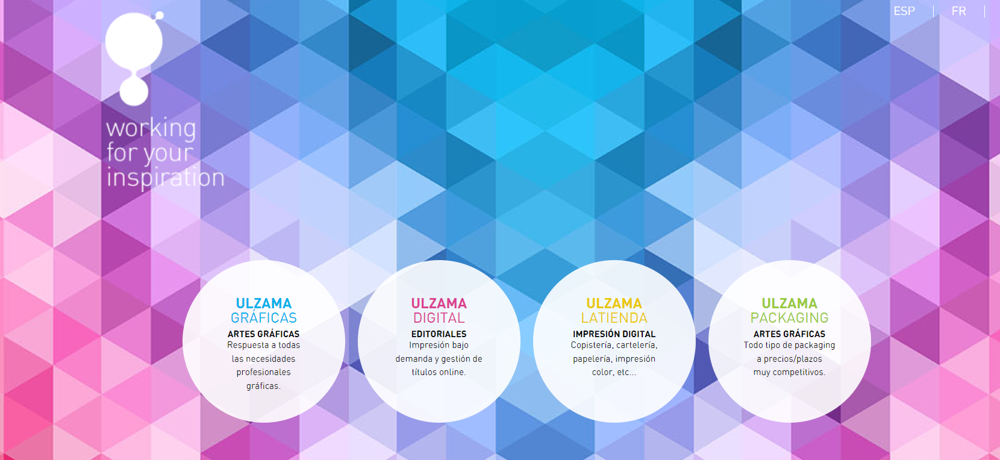 ESP
FR
working
for your
inspiration
ULZAMA
GRÁFICAS
ARTES GRÁFICAS
Respuesta a todas
las necesidades
profesionales
gráficas.
ULZAMA
DIGITAL
EDITORIALES
Impresión bajo
demanda y gestión de
títulos online.
ULZAMA
LATIENDA
IMPRESIÓN DIGITAL
Copistería, cartelería,
papelería, impresión
color, etc...
ULZAMA
PACKAGING
ARTES GRÁFICAS
Todo tipo de packaging
a precios/plazos
muy competitivos.